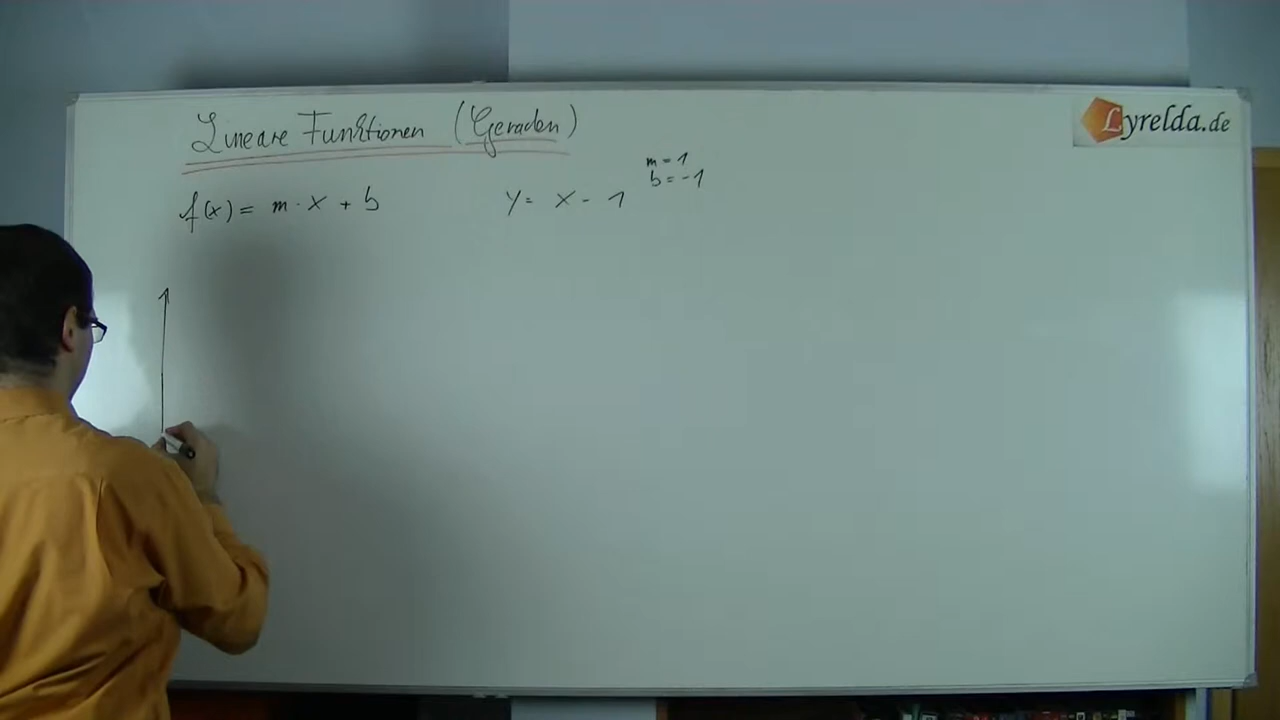 Lineare Funktionen (Geraden)
Lyrelda.de
m = 1
b = -1
f(x) = m · x + b
y = x - 1